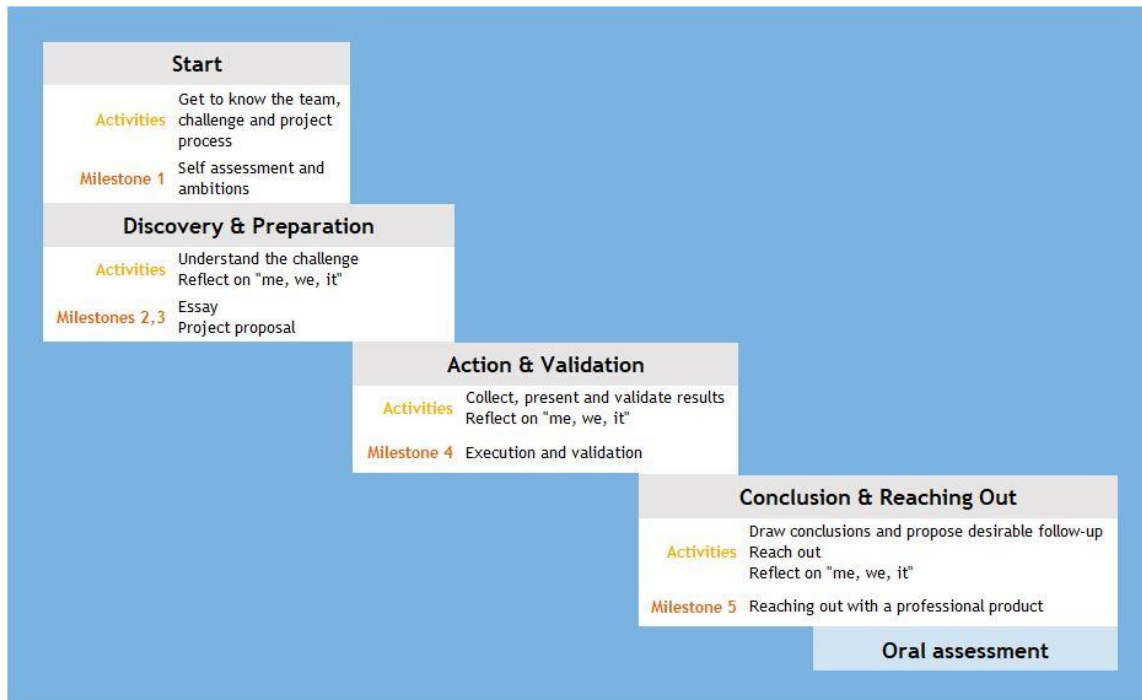 Start
Activities
Get to know the team,
challenge and project
process
Milestone 1
Self assessment and
ambitions
Discovery & Preparation
Activities
Understand the challenge
Reflect on "me, we, it"
Milestones 2,3
Essay
Project proposal
Action & Validation
Activities
Collect, present and validate results
Reflect on "me, we, it"
Milestone 4
Execution and validation
Conclusion & Reaching Out
Activities
Draw conclusions and propose desirable follow-up
Reach out
Reflect on "me, we, it"
Milestone 5
Reaching out with a professional product
Oral assessment